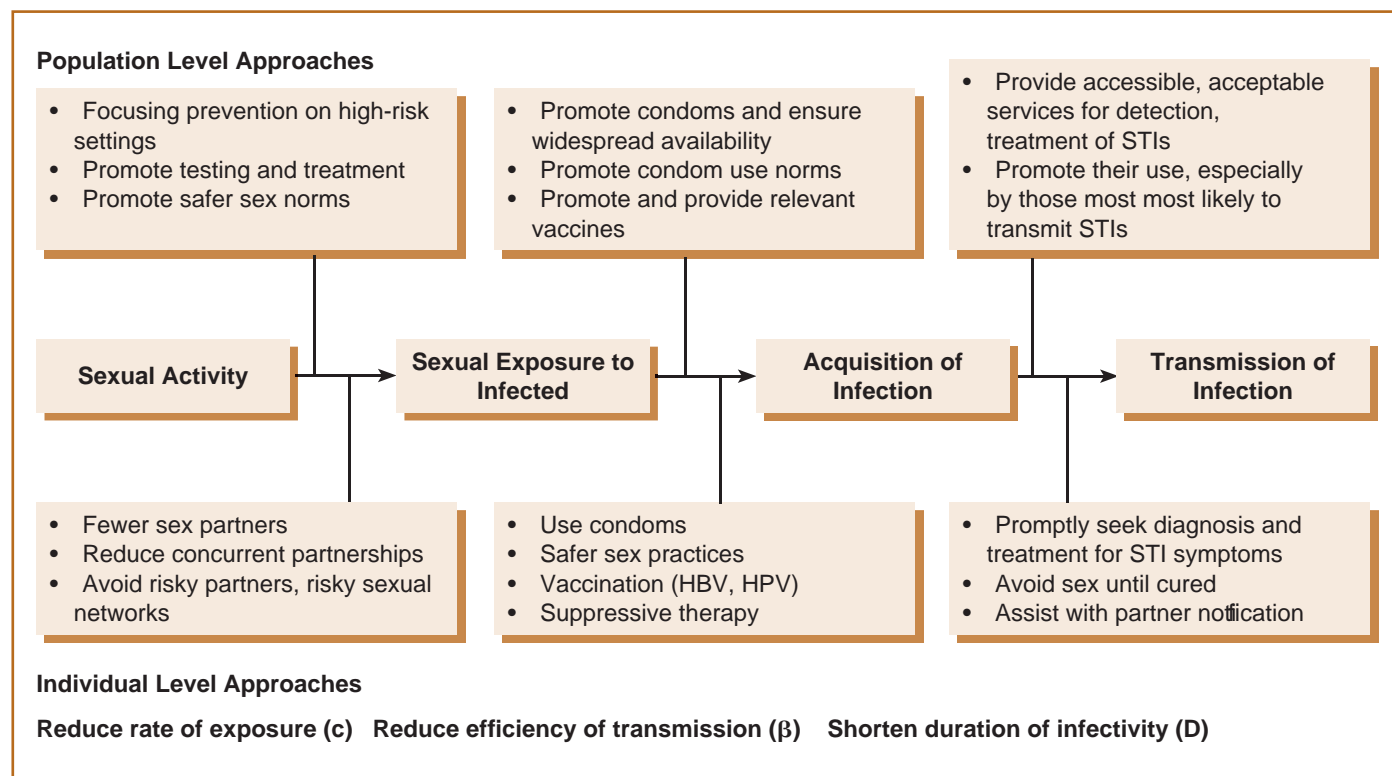 Population Level Approaches
• Focusing prevention on high-risk
settings
• Promote testing and treatment
• Promote safer sex norms
• Promote condoms and ensure
widespread availability
• Promote condom use norms
• Promote and provide relevant
vaccines
• Provide accessible, acceptable
services for detection,
treatment of STIs
• Promote their use, especially
by those most most likely to
transmit STIs
Sexual Activity
Sexual Exposure to
Infected
Acquisition of
Infection
Transmission of
Infection
• Fewer sex partners
• Reduce concurrent partnerships
• Avoid risky partners, risky sexual
networks
• Use condoms
• Safer sex practices
• Vaccination (HBV, HPV)
• Suppressive therapy
• Promptly seek diagnosis and
treatment for STI symptoms
• Avoid sex until cured
• Assist with partner notification
Individual Level Approaches
Reduce rate of exposure (c) Reduce efficiency of transmission (β) Shorten duration of infectivity (D)